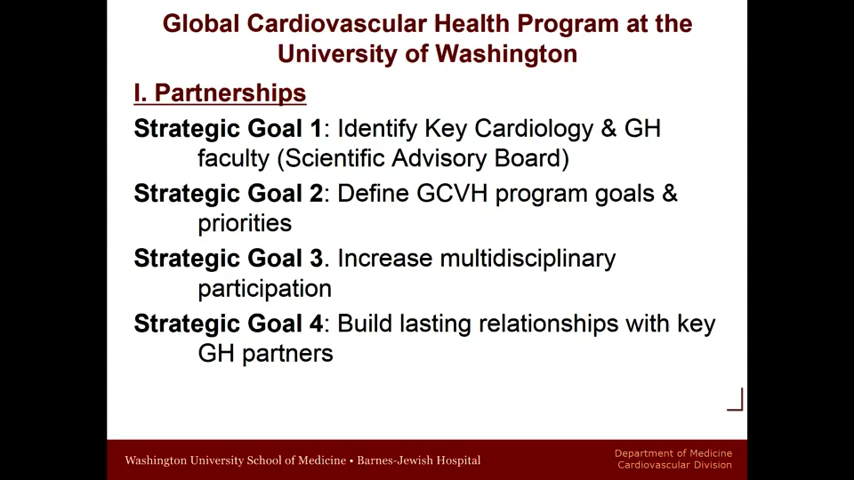 Global Cardiovascular Health Program at the
University of Washington
I. Partnerships
Strategic Goal 1: Identify Key Cardiology & GH
faculty (Scientific Advisory Board)
Strategic Goal 2: Define GCVH program goals &
priorities
Strategic Goal 3. Increase multidisciplinary
participation
Strategic Goal 4: Build lasting relationships with key
GH partners
Washington University School of Medicine • Barnes-Jewish Hospital
Department of Medicine
Cardiovascular Division